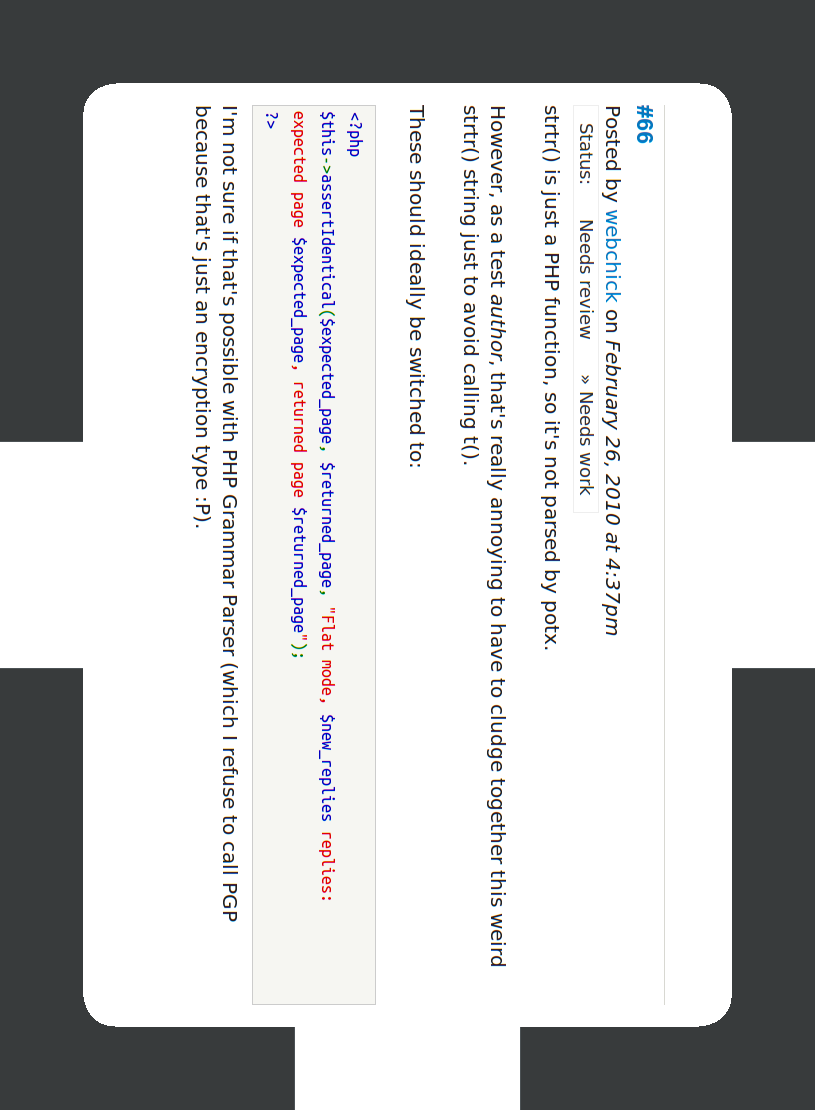 #66
Posted by webchick on February 26, 2010 at 4:37pm
Status: Needs review » Needs work
strtr() is just a PHP function, so it's not parsed by potx.
However, as a test author, that's really annoying to have to cludge together this weird
strtr() string just to avoid calling t().
These should ideally be switched to:
<?php
$this->assertIdentical($expected_page, $returned_page, "Flat mode, $new_replies replies:
expected page $expected_page, returned page $returned_page");
?>
I'm not sure if that's possible with PHP Grammar Parser (which I refuse to call PGP
because that's just an encryption type :P).